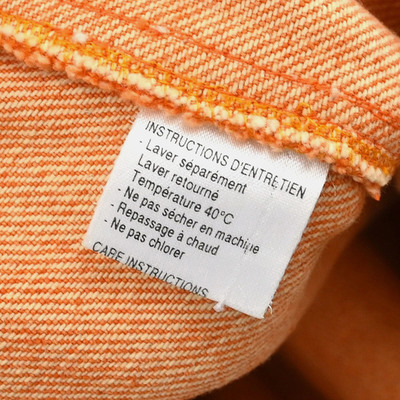 INSTRUCTIONS D'ENTRETIEN
- Laver séparément
Laver retourné
Température 40°C
- Ne pas sécher en machine
- Repassage à chaud
- Ne pas chlorer
CARE INSTRUCTIONS